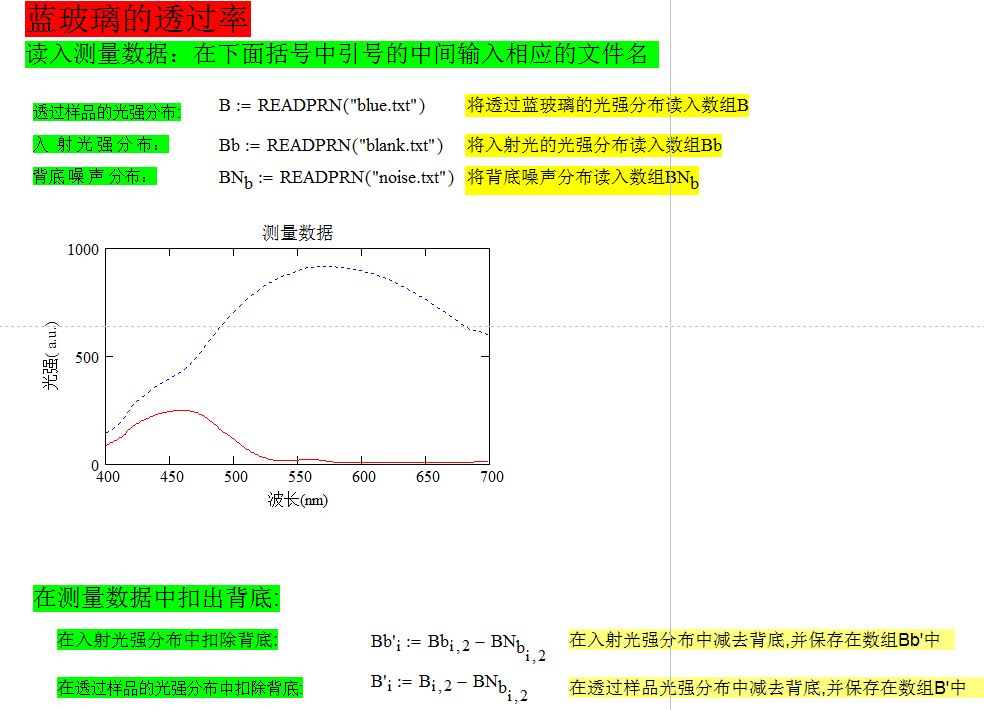 蓝玻璃的透过率
读入测量数据：在下面括号中引号的中间输入相应的文件名
透过样品的光强分布: B := READPRN("blue.txt") 将透过蓝玻璃的光强分布读入数组B
入射光强分布： Bb := READPRN("blank.txt") 将入射光的光强分布读入数组Bb
背底噪声分布： BNb := READPRN("noise.txt") 将背底噪声分布读入数组BNb
测量数据
1000
500
0
光强( a.u.)
400 450 500 550 600 650 700
波长(nm)
在测量数据中扣出背底:
在入射光强分布中扣除背底: Bb'i := Bbi,2 − BNbi,2 在入射光强分布中减去背底,并保存在数组Bb'中
在透过样品的光强分布中扣除背底: B'i := Bi,2 − BNbi,2 在透过样品光强分布中减去背底,并保存在数组B'中